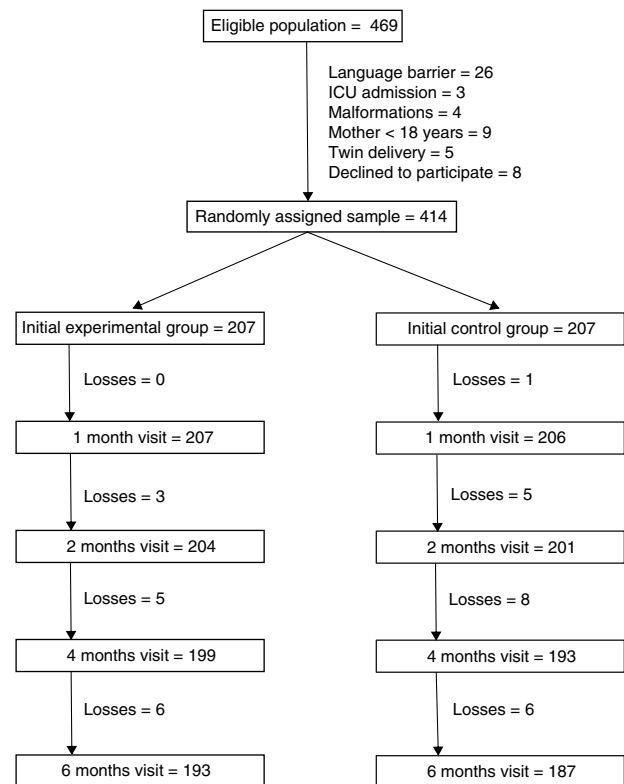 Eligible population = 469
Language barrier = 26
ICU admission = 3
Malformations = 4
Mother < 18 years = 9
Twin delivery = 5
Declined to participate = 8
Randomly assigned sample = 414
Initial experimental group = 207
Losses = 0
1 month visit = 207
Losses = 3
2 months visit = 204
Losses = 5
4 months visit = 199
Losses = 6
6 months visit = 193
Initial control group = 207
Losses = 1
1 month visit = 206
Losses = 5
2 months visit = 201
Losses = 8
4 months visit = 193
Losses = 6
6 months visit = 187